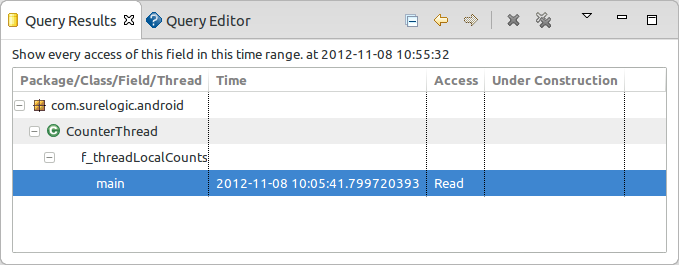 Query Results Query Editor
Show every access of this field in this time range. at 2012-11-08 10:55:32
Package/Class/Field/Thread Time Access Under Construction
com.surelogic.android
C CounterThread
f_threadLocalCounts
main 2012-11-08 10:05:41.799720393 Read